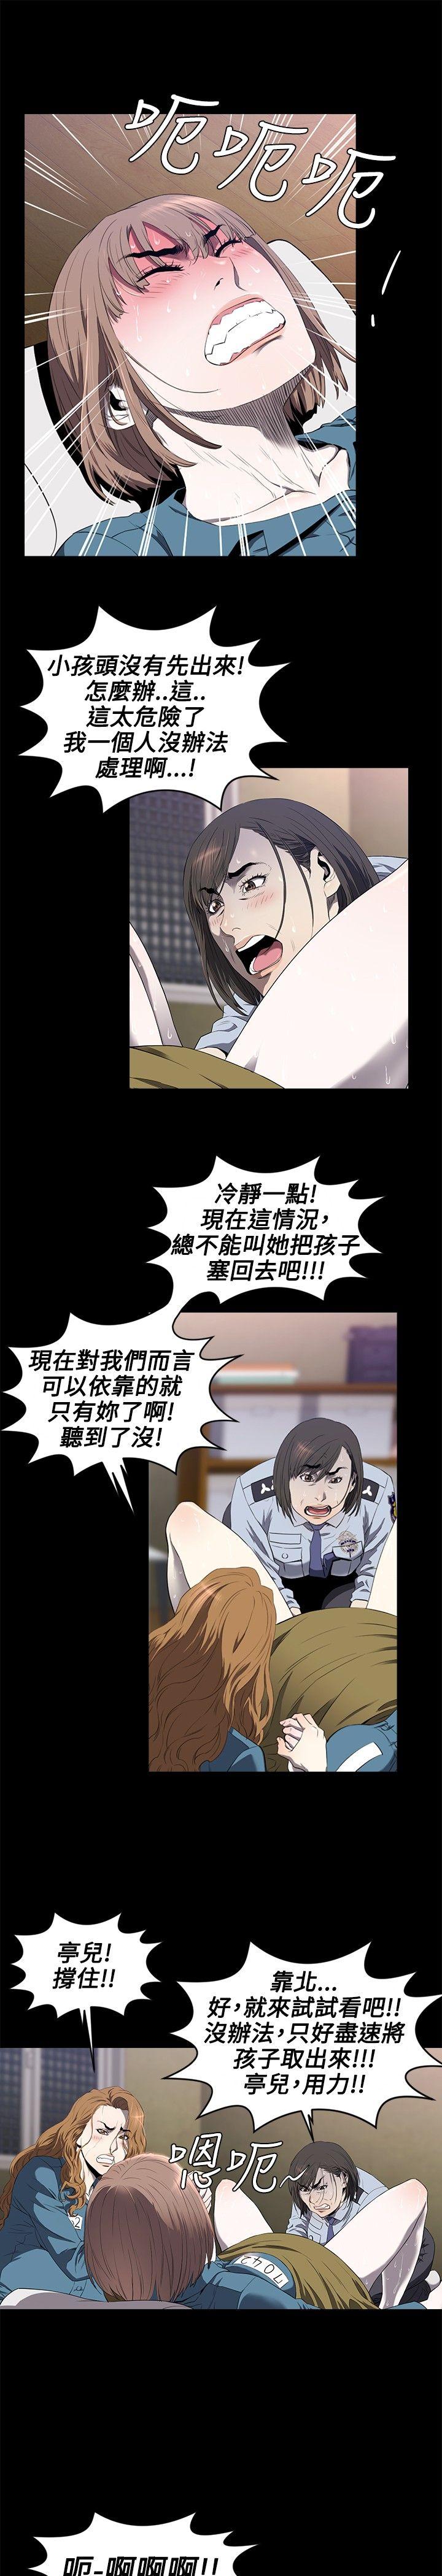 呃呃呃
小孩頭沒有先出來!
怎麼辦..這..
這太危險了
我一個人沒辦法
處理啊...!
冷靜一點!
現在這情況,
總不能叫她把孩子
塞回去吧!!!
現在對我們而言
可以依靠的就
只有妳了啊!
聽到了沒!
亭兒!
撐住!!
靠北...
好,就來試試看吧!!
沒辦法,只好盡速將
孩子取出來!!!
亭兒,用力!!
嗯呃~
7042
呃-啊啊啊!!